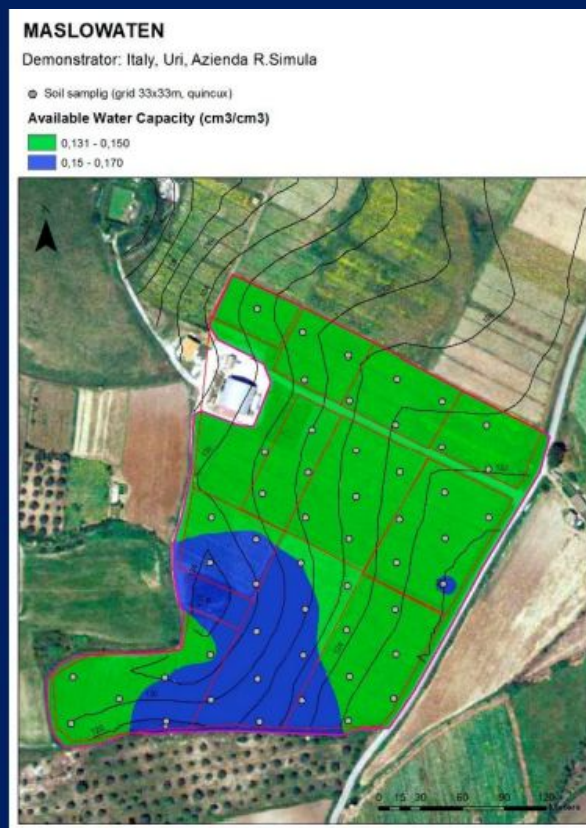 MASLOWATEN
Demonstrator: Italy, Uri, Azienda R.Simula
Soil samplig (grid 33x33m, quincux)
Available Water Capacity (cm3/cm3)
0,131 - 0,150
0,15 - 0,170
0 15 30 60 90 120
Meters